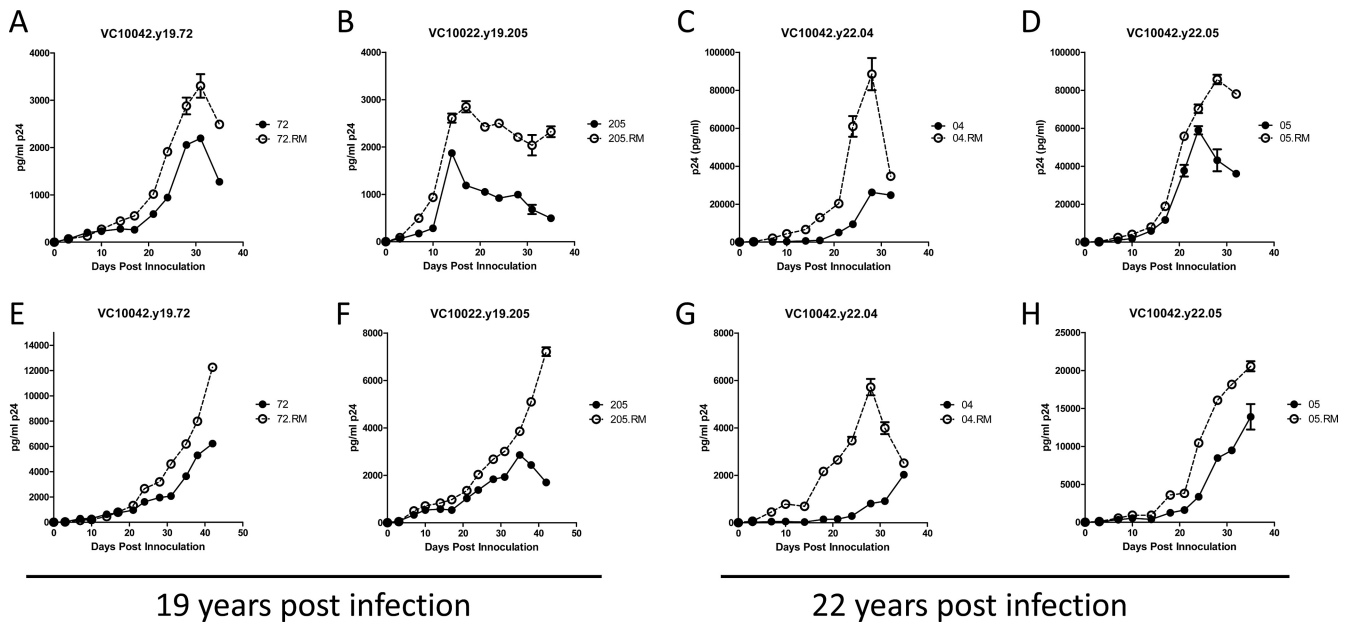 A
VC10042.y19.72
pg/ml p24
4000
3000
2000
1000
0
0 10 20 30 40
Days Post Innoculation
72
72.RM
B
VC10022.y19.205
pg/ml p24
4000
3000
2000
1000
0
0 10 20 30 40
Days Post Innoculation
205
205.RM
C
VC10042.y22.04
p24 (pg/ml)
100000
80000
60000
40000
20000
0
0 10 20 30 40
Days Post Innoculation
04
04.RM
D
VC10042.y22.05
p24 (pg/ml)
100000
80000
60000
40000
20000
0
0 10 20 30 40
Days Post Innoculation
05
05.RM
E
VC10042.y19.72
pg/ml p24
14000
12000
10000
8000
6000
4000
2000
0
0 10 20 30 40 50
Days Post Innoculation
72
72.RM
F
VC10022.y19.205
pg/ml p24
8000
6000
4000
2000
0
0 10 20 30 40 50
Days Post Innoculation
205
205.RM
G
VC10042.y22.04
pg/ml p24
8000
6000
4000
2000
0
0 10 20 30 40
Days Post Innoculation
04
04.RM
H
VC10042.y22.05
pg/ml p24
25000
20000
15000
10000
5000
0
0 10 20 30 40
Days Post Innoculation
05
05.RM
19 years post infection
22 years post infection